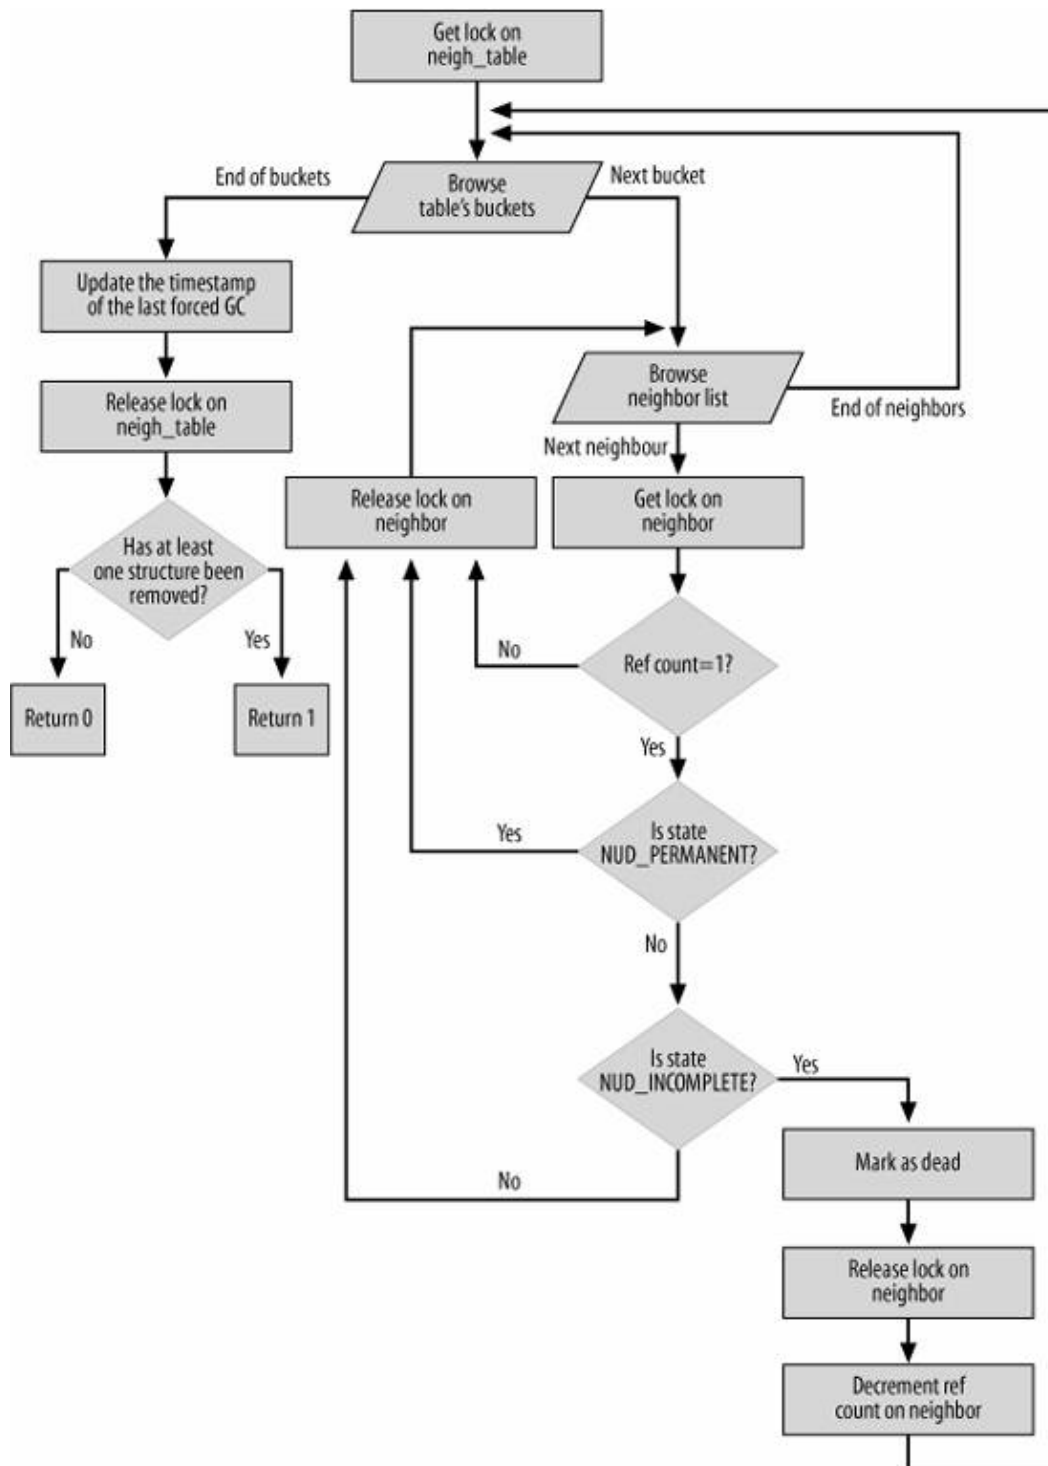 Get lock on
neigh_table
End of buckets
Browse
table's buckets
Next bucket
Update the timestamp
of the last forced GC
Browse
neighbor list
End of neighbors
Release lock on
neigh_table
Next neighbour
Release lock on
neighbor
Get lock on
neighbor
Has at least
one structure been
removed?
No
Yes
No
Ref count=1?
Return 0
Return 1
Yes
Yes
Is state
NUD_PERMANENT?
No
Is state
NUD_INCOMPLETE?
Yes
No
Mark as dead
Release lock on
neighbor
Decrement ref
count on neighbor